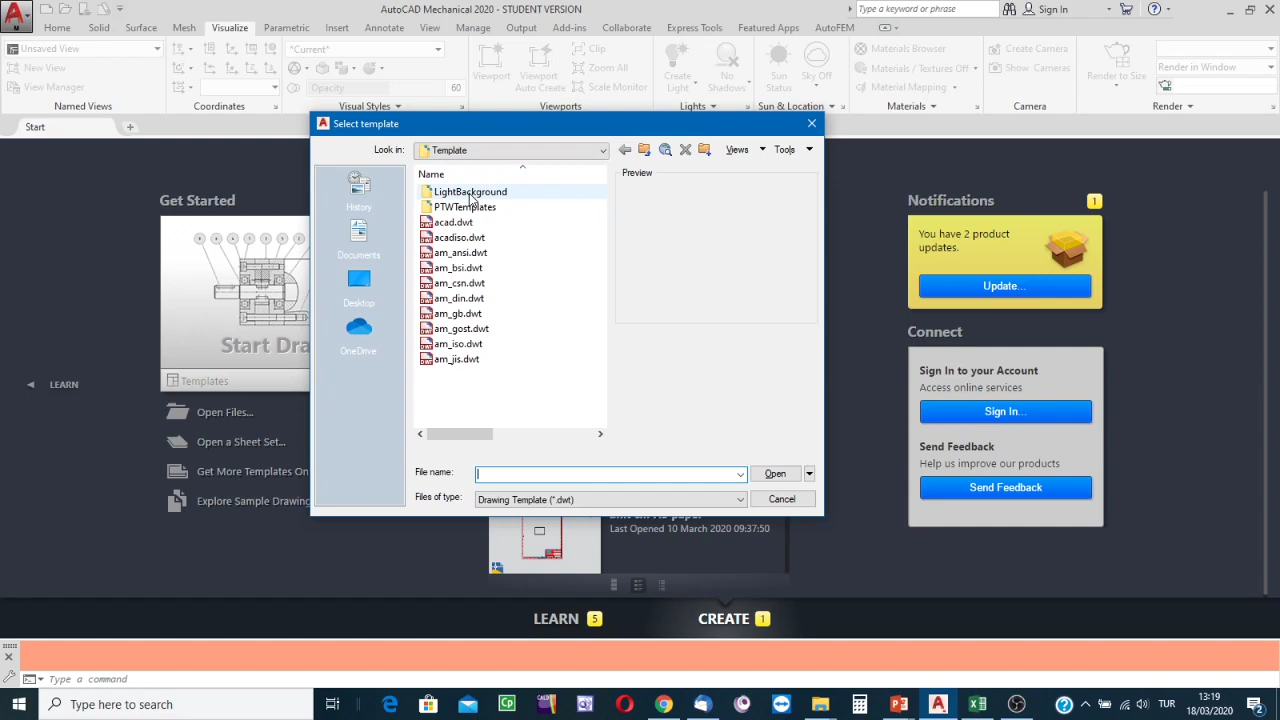 AutoCAD Mechanical 2020 - STUDENT VERSION
Type a keyword or phrase
Sign In
Home
Solid
Surface
Mesh
Visualize
Parametric
Insert
Annotate
View
Manage
Output
Add-ins
Collaborate
Express Tools
Featured Apps
AutoFEM
Unsaved View
New View
View Manager
Named Views
Coordinates
*Current*
Opacity 60
Visual Styles
Viewport
Viewport Auto Create
Clip
Zoom All
Scale Monitor
Viewports
Create Light
No Shadows
Lights
Sun Status
Sky Off
Sun & Location
Materials Browser
Materials / Textures Off
Material Mapping
Materials
Create Camera
Show Cameras
Camera
Render to Size
Render in Window
Render
Start
Select template
Look in:
Template
Views
Tools
Name
Preview
LightBackground
PTWTemplates
acad.dwt
acadiso.dwt
am_ansi.dwt
am_bsi.dwt
am_csn.dwt
am_din.dwt
am_gb.dwt
am_gost.dwt
am_iso.dwt
am_jis.dwt
History
Documents
Desktop
OneDrive
File name:
Open
Files of type:
Drawing Template (*.dwt)
Cancel
LEARN
Get Started
Start Dra
Templates
Open Files...
Open a Sheet Set...
Get More Templates On
Explore Sample Drawing
Last Opened 10 March 2020 09:37:50
Notifications
1
You have 2 product
updates.
Update...
Connect
Sign In to your Account
Access online services
Sign In...
Send Feedback
Help us improve our products
Send Feedback
LEARN 5
CREATE 1
Type a command
Type here to search
TUR
13:19
18/03/2020
2